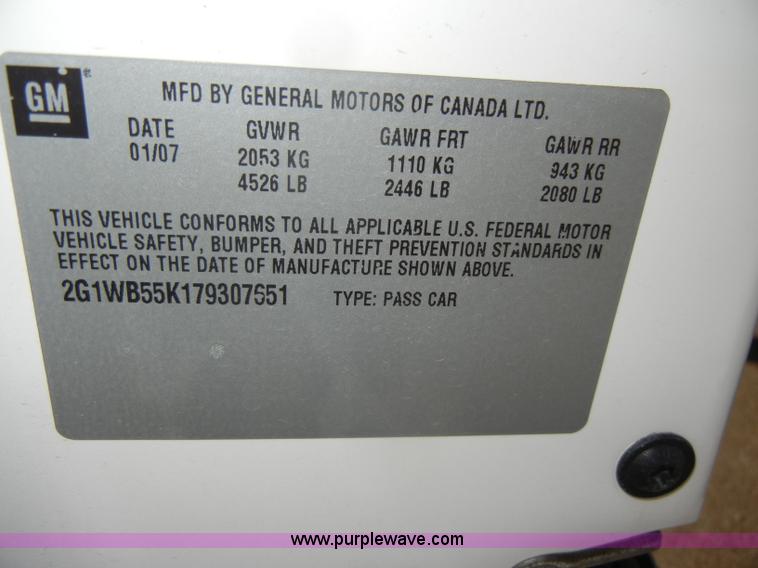 GM
MFD BY GENERAL MOTORS OF CANADA LTD.
DATE GVWR GAWR FRT GAWR RR
01/07 2053 KG 1110 KG 943 KG
4526 LB 2446 LB 2080 LB
THIS VEHICLE CONFORMS TO ALL APPLICABLE U.S. FEDERAL MOTOR
VEHICLE SAFETY, BUMPER, AND THEFT PREVENTION STANDARDS IN
EFFECT ON THE DATE OF MANUFACTURE SHOWN ABOVE.
2G1WB55K179307651 TYPE: PASS CAR
www.purplewave.com